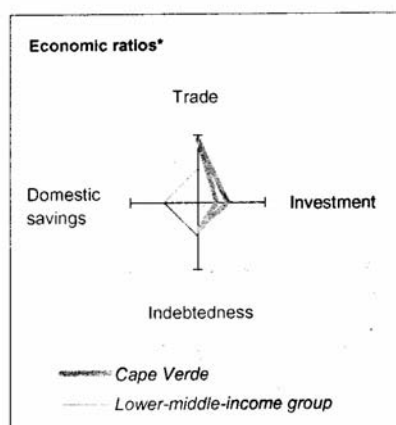 Economic ratios*
Trade
Domestic
savings
Investment
Indebtedness
Cape Verde
Lower-middle-income group